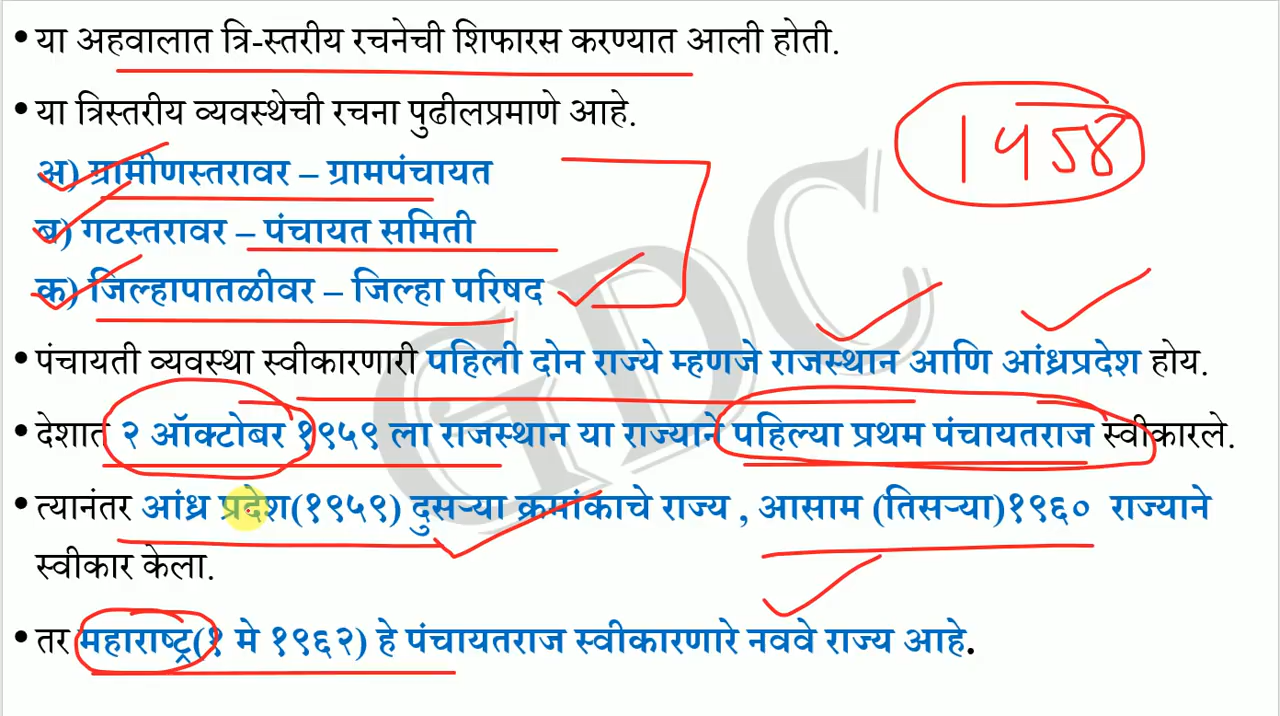 • या अहवालात त्रि-स्तरीय रचनेची शिफारस करण्यात आली होती.
• या त्रिस्तरीय व्यवस्थेची रचना पुढीलप्रमाणे आहे.
1958
अ) ग्रामीणस्तरावर – ग्रामपंचायत
ब) गटस्तरावर – पंचायत समिती
क) जिल्हापातळीवर – जिल्हा परिषद
GDC
• पंचायती व्यवस्था स्वीकारणारी पहिली दोन राज्ये म्हणजे राजस्थान आणि आंध्रप्रदेश होय.
• देशात २ ऑक्टोबर १९५९ ला राजस्थान या राज्याने पहिल्या प्रथम पंचायतराज स्वीकारले.
• त्यानंतर आंध्र प्रदेश(१९५९) दुसऱ्या क्रमांकाचे राज्य , आसाम (तिसऱ्या)१९६० राज्याने
स्वीकार केला.
• तर महाराष्ट्र(१ मे १९६२) हे पंचायतराज स्वीकारणारे नववे राज्य आहे.